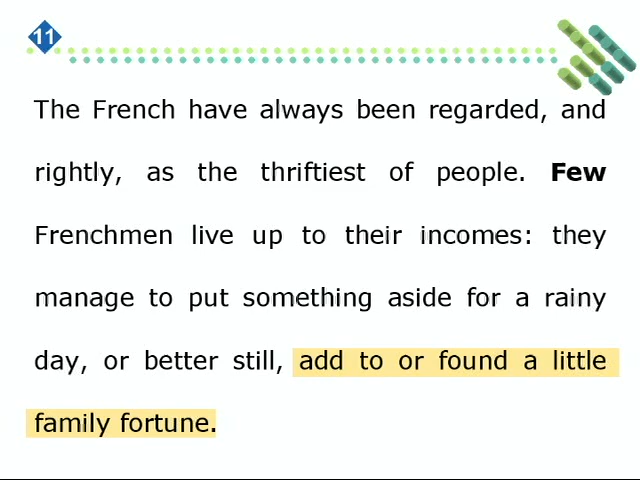 11
The French have always been regarded, and
rightly, as the thriftiest of people. Few
Frenchmen live up to their incomes: they
manage to put something aside for a rainy
day, or better still, add to or found a little
family fortune.